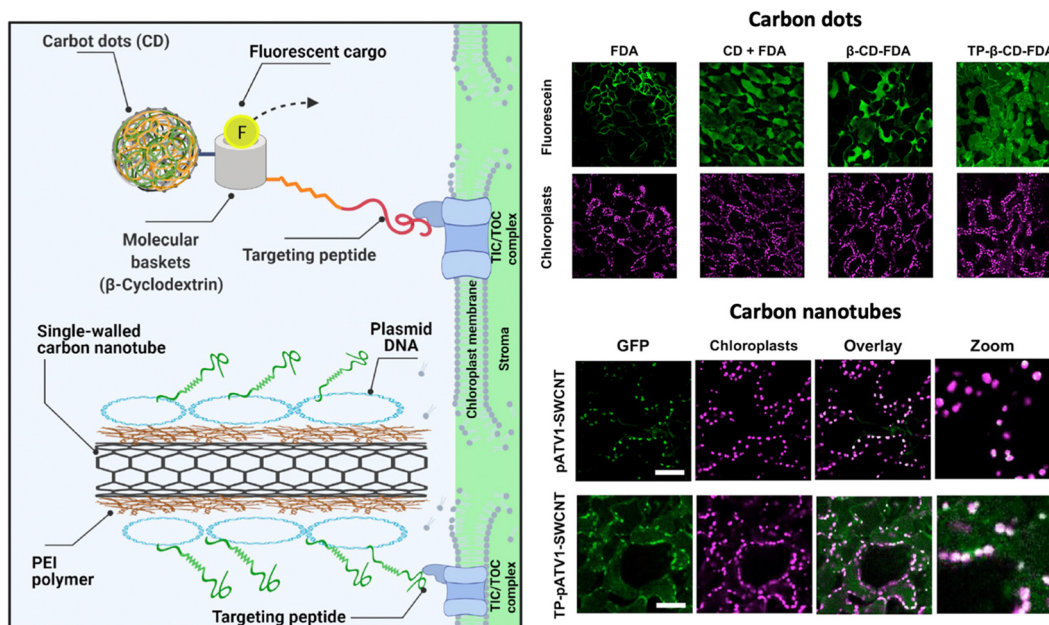 Carbot dots (CD)
Fluorescent cargo
F
Molecular
baskets
(β-Cyclodextrin)
Targeting peptide
TIC/TOC
complex
Single-walled
carbon nanotube
Plasmid
DNA
Chloroplast membrane
Stroma
PEI
polymer
Targeting peptide
TIC/TOC
complex
Carbon dots
FDA
CD + FDA
β-CD-FDA
TP-β-CD-FDA
Fluorescein
Chloroplasts
Carbon nanotubes
GFP
Chloroplasts
Overlay
Zoom
pATV1-SWCNT
TP-pATV1-SWCNT